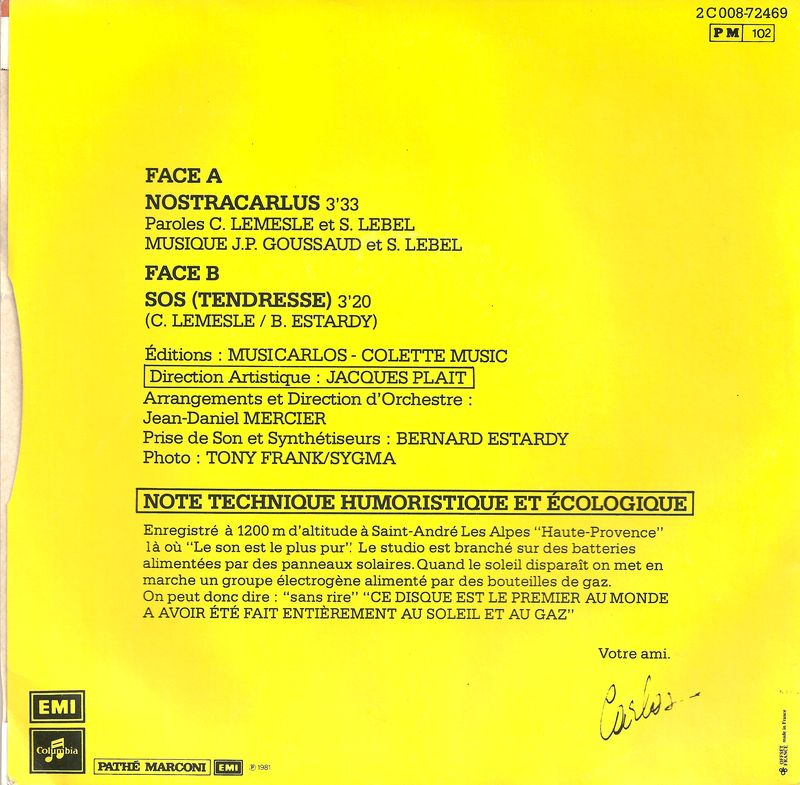 2C008-72469
PM 102
FACE A
NOSTRACARLUS 3'33
Paroles C. LEMESLE et S. LEBEL
MUSIQUE J.P. GOUSSAUD et S. LEBEL
FACE B
SOS (TENDRESSE) 3'20
(C. LEMESLE / B. ESTARDY)
Éditions : MUSICARLOS - COLETTE MUSIC
Direction Artistique : JACQUES PLAIT
Arrangements et Direction d'Orchestre :
Jean-Daniel MERCIER
Prise de Son et Synthétiseurs : BERNARD ESTARDY
Photo : TONY FRANK/SYGMA
NOTE TECHNIQUE HUMORISTIQUE ET ÉCOLOGIQUE
Enregistré à 1200 m d'altitude à Saint-André Les Alpes "Haute-Provence"
là où "Le son est le plus pur". Le studio est branché sur des batteries
alimentées par des panneaux solaires. Quand le soleil disparaît on met en
marche un groupe électrogène alimenté par des bouteilles de gaz.
On peut donc dire : "sans rire" "CE DISQUE EST LE PREMIER AU MONDE
A AVOIR ÉTÉ FAIT ENTIÈREMENT AU SOLEIL ET AU GAZ"
Votre ami.
Carlos
EMI
Columbia
PATHÉ MARCONI EMI ℗ 1981
OFFSET FRANCE made in France